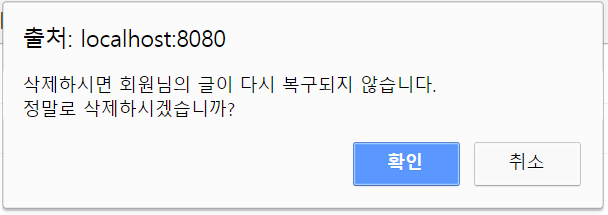 출처: localhost:8080
삭제하시면 회원님의 글이 다시 복구되지 않습니다.
정말로 삭제하시겠습니까?
확인
취소